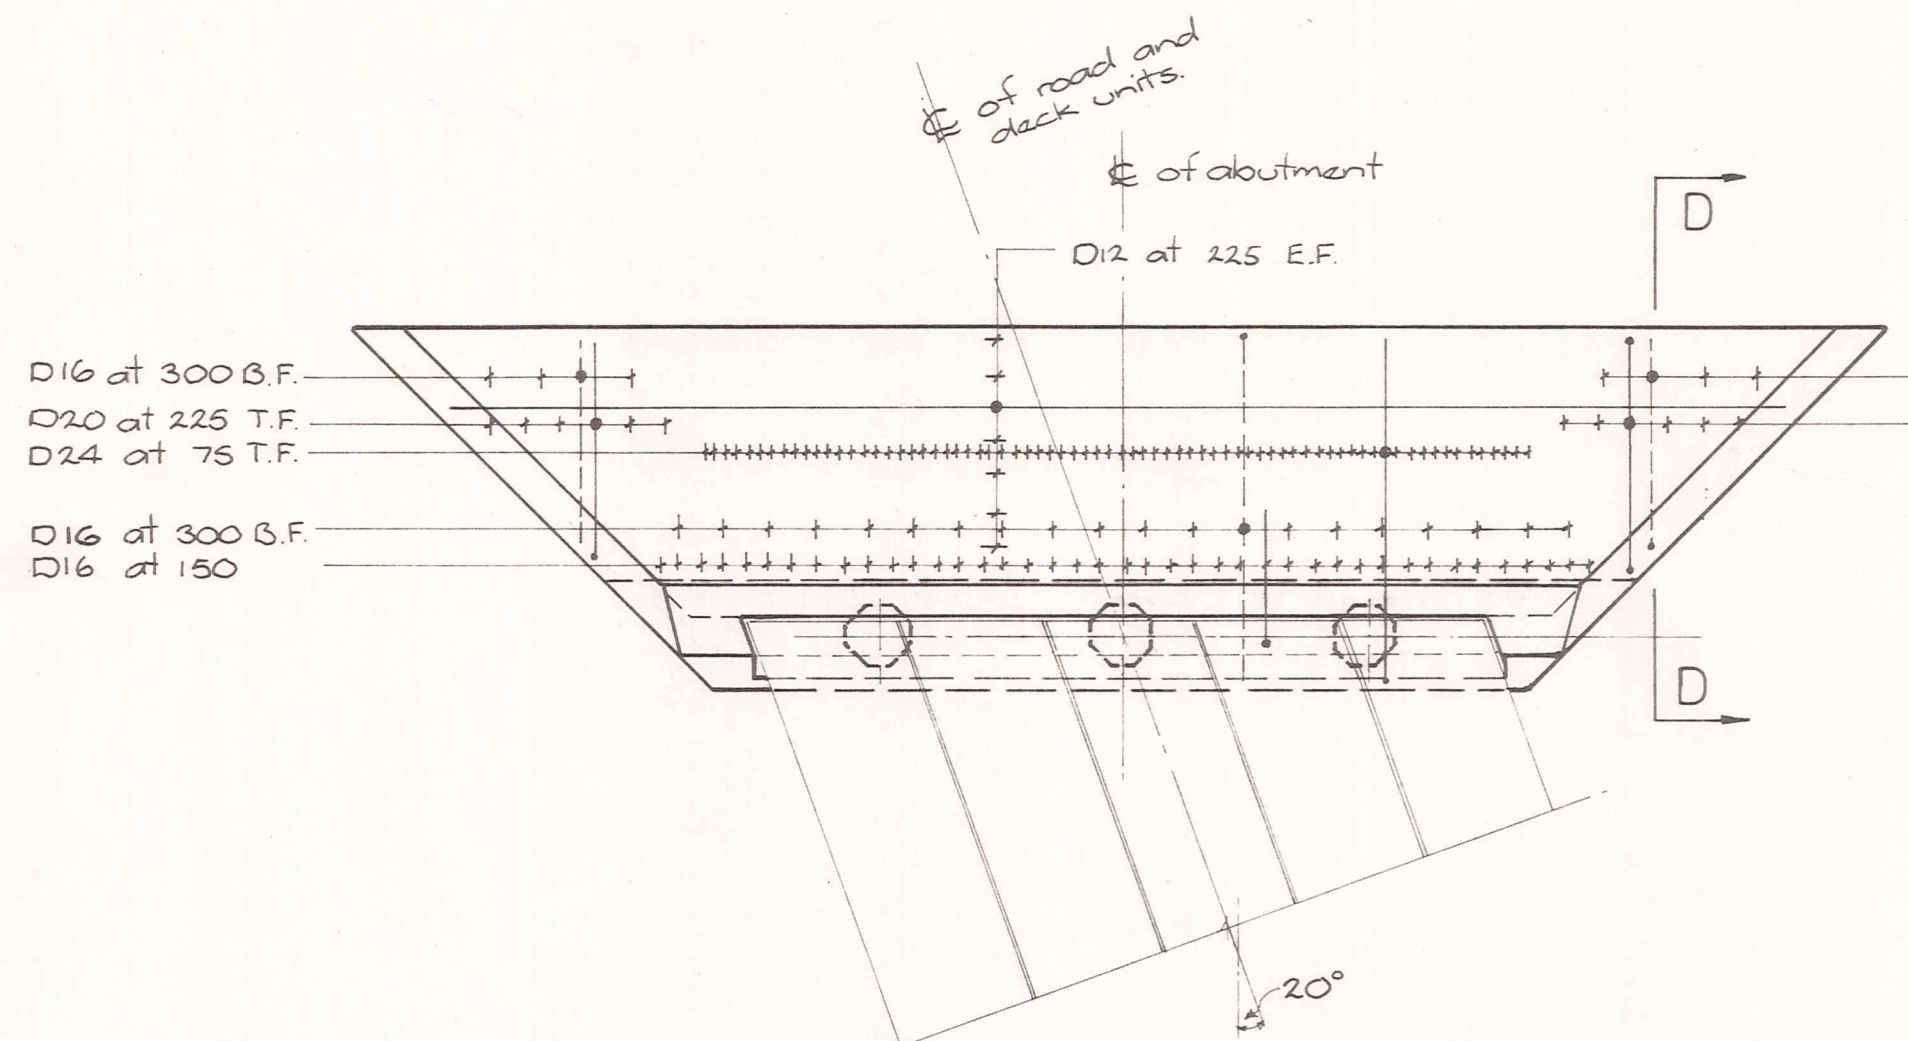 ℄ of road and
deck units.
℄ of abutment
D
D12 at 225 E.F.
D16 at 300 B.F.
D20 at 225 T.F.
D24 at 75 T.F.
D16 at 300 B.F.
D16 at 150
D
20°